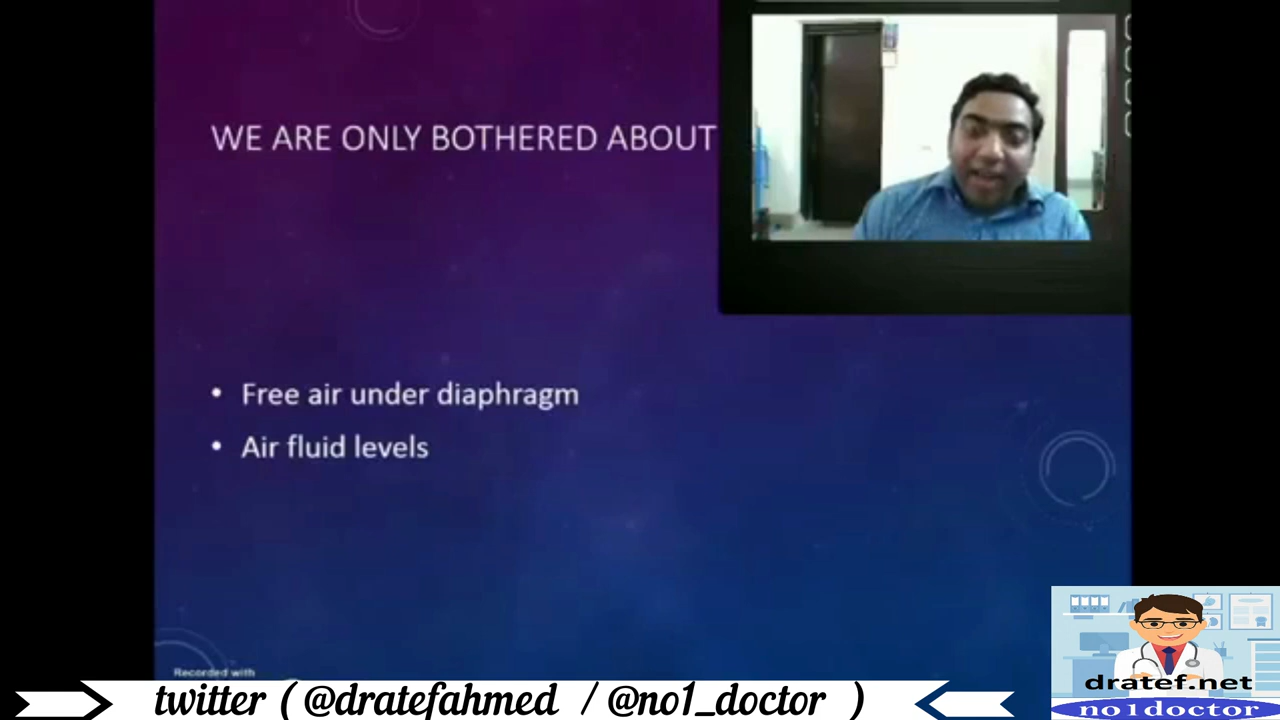 WE ARE ONLY BOTHERED ABOUT
• Free air under diaphragm
• Air fluid levels
Recorded with
twitter ( @dratefahmed / @no1_doctor )
dratef.net
no1doctor